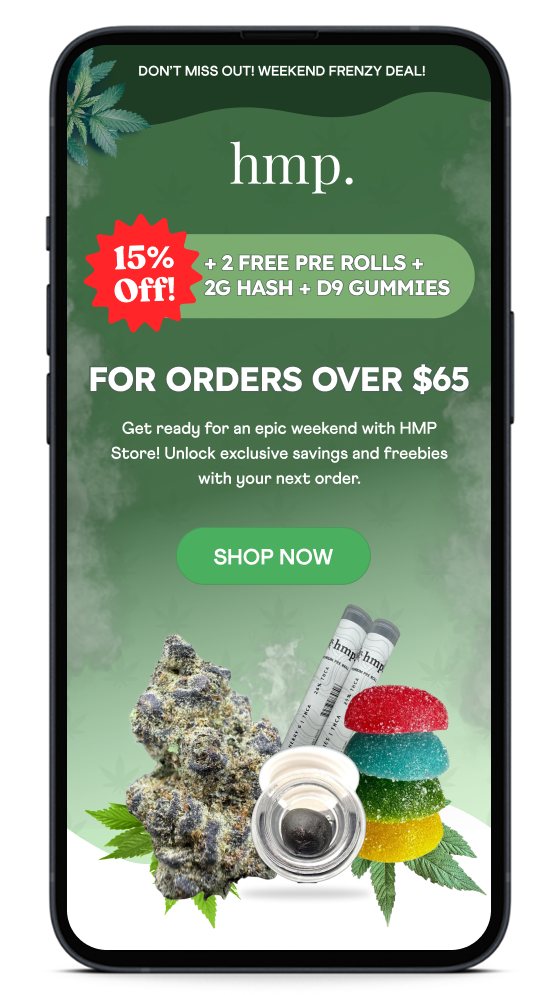 DON'T MISS OUT! WEEKEND FRENZY DEAL!
hmp.
15%
Off!
+ 2 FREE PRE ROLLS +
2G HASH + D9 GUMMIES
FOR ORDERS OVER $65
Get ready for an epic weekend with HMP
Store! Unlock exclusive savings and freebies
with your next order.
SHOP NOW
hmp.
hmp.